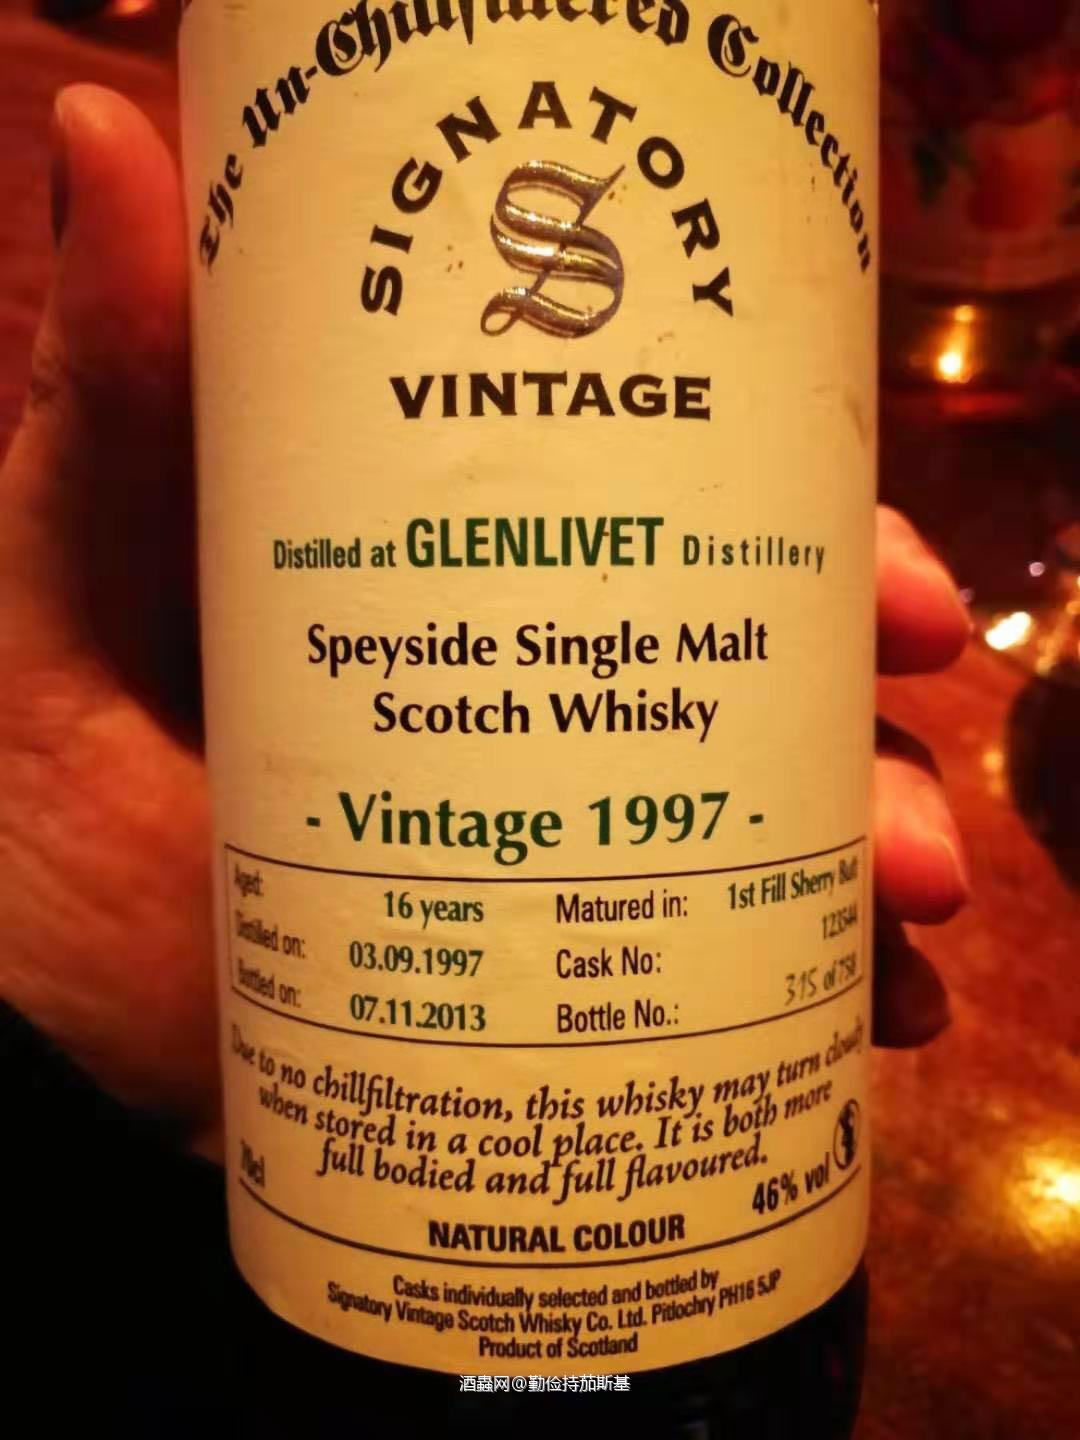 The Un-Chillfiltered Collection
SIGNATORY
S
VINTAGE
Distilled at GLENLIVET Distillery
Speyside Single Malt
Scotch Whisky
- Vintage 1997 -
Aged: 16 years Matured in: 1st Fill Sherry Butt
Distilled on: 03.09.1997 Cask No: 123544
Bottled on: 07.11.2013 Bottle No.: 315 of 758
Due to no chillfiltration, this whisky may turn cloudy
when stored in a cool place. It is both more
full bodied and full flavoured.
70cl 46% vol
NATURAL COLOUR
Casks individually selected and bottled by
Signatory Vintage Scotch Whisky Co. Ltd. Pitlochry PH16 5JP
Product of Scotland
酒蟲网@勤俭持茄斯基